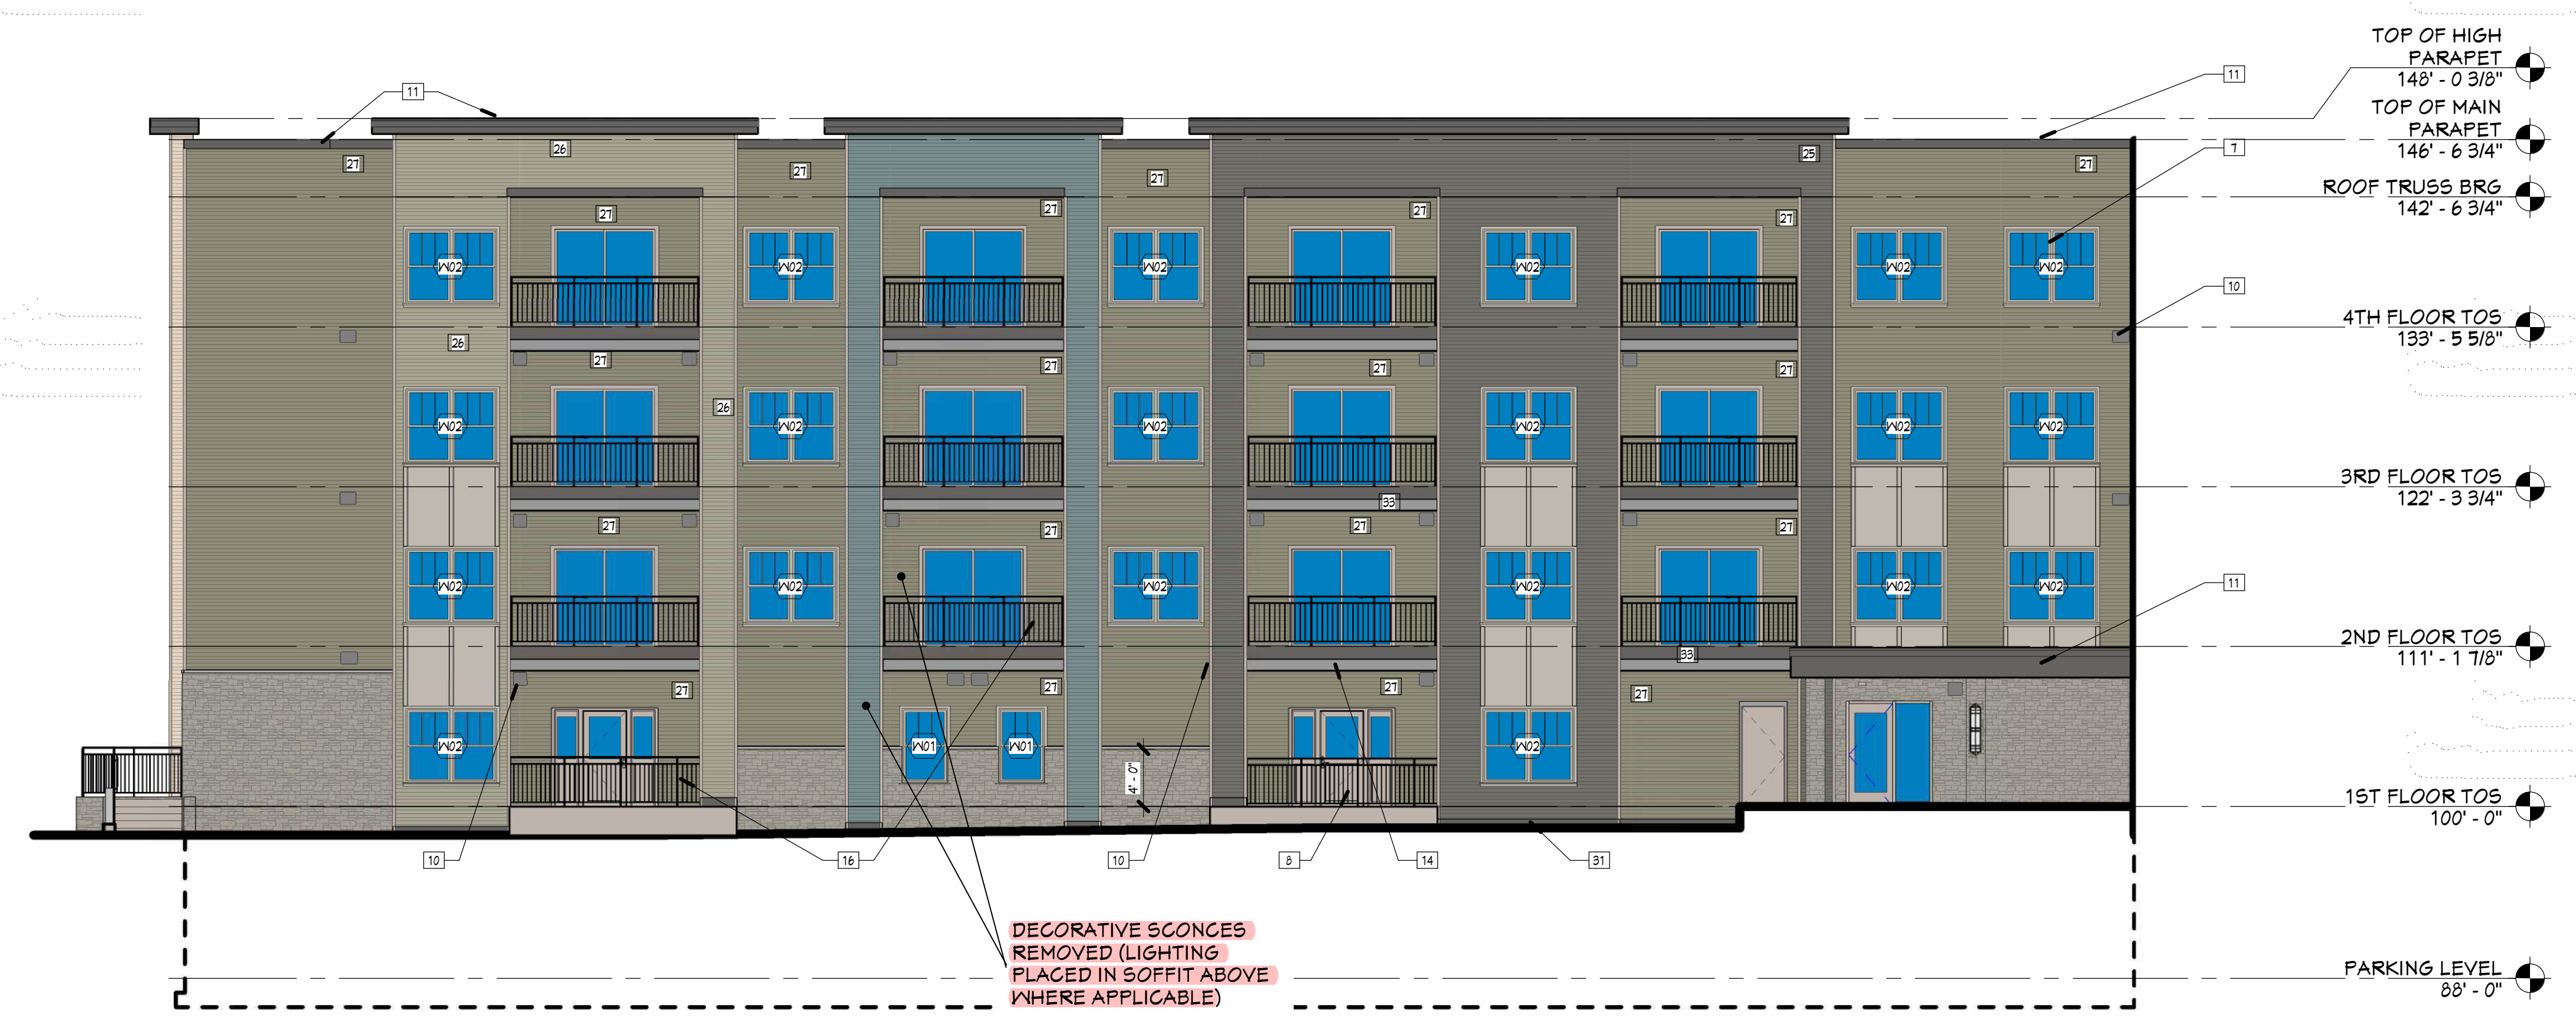 TOP OF HIGH
PARAPET
148' - 0 3/8"
11
11
TOP OF MAIN
PARAPET
146' - 6 3/4"
7
26
25
27
27
27
27
ROOF TRUSS BRG
142' - 6 3/4"
27
27
27
27
W02
W02
W02
W02
W02
W02
10
4TH FLOOR TOS
133' - 5 5/8"
26
27
27
27
27
26
W02
W02
W02
W02
W02
W02
3RD FLOOR TOS
122' - 3 3/4"
33
27
27
27
27
W02
W02
W02
W02
W02
W02
11
2ND FLOOR TOS
111' - 1 7/8"
33
27
27
27
27
W02
W01
W01
W02
4' - 0"
1ST FLOOR TOS
100' - 0"
10
16
10
8
14
31
DECORATIVE SCONCES
REMOVED (LIGHTING
PLACED IN SOFFIT ABOVE
WHERE APPLICABLE)
PARKING LEVEL
88' - 0"